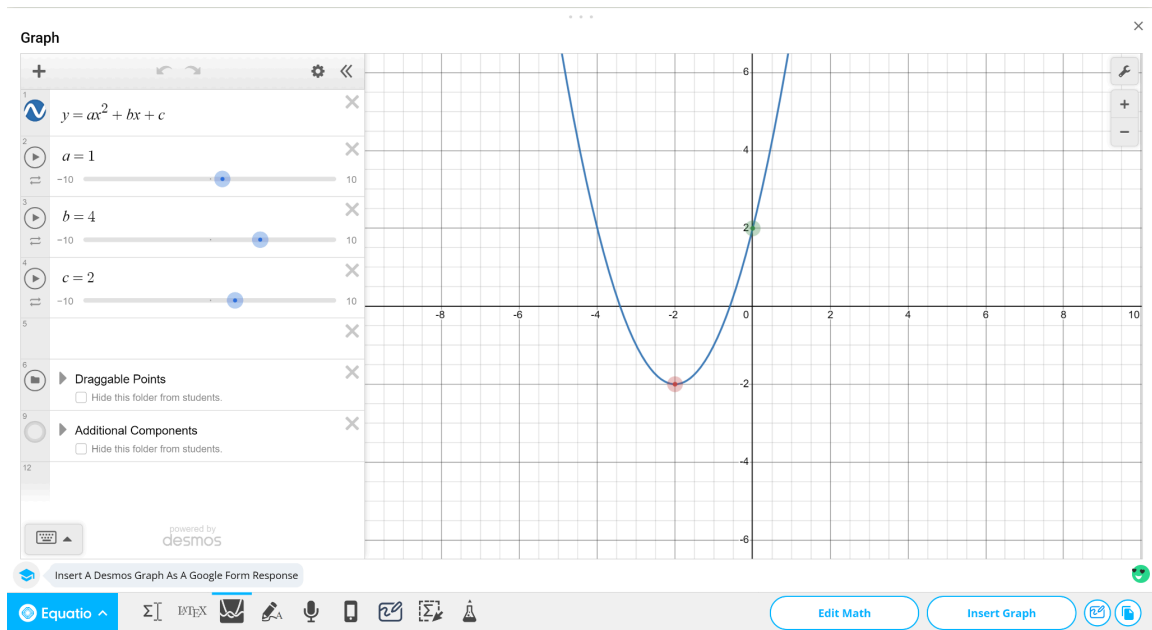 Graph
1
y = ax² + bx + c
2
a = 1
-10
10
3
b = 4
-10
10
4
c = 2
-10
10
5
6
Draggable Points
Hide this folder from students.
9
Additional Components
Hide this folder from students.
12
powered by
desmos
6
4
2
-8
-6
-4
-2
0
2
4
6
8
10
-2
-4
-6
Insert A Desmos Graph As A Google Form Response
Equatio
LATEX
Edit Math
Insert Graph